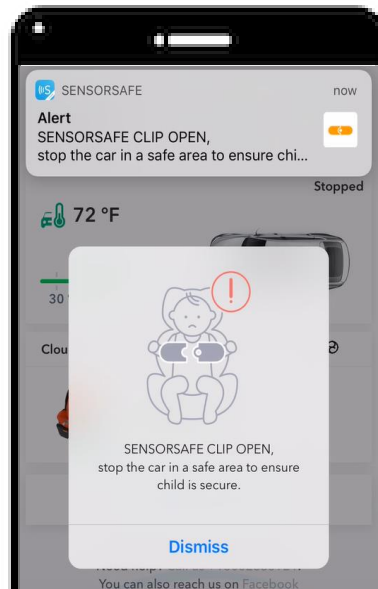 SENSORSAFE now
Alert
SENSORSAFE CLIP OPEN,
stop the car in a safe area to ensure chi...
Stopped
72 °F
30
Clou
SENSORSAFE CLIP OPEN,
stop the car in a safe area to ensure
child is secure.
Dismiss
You can also reach us on Facebook